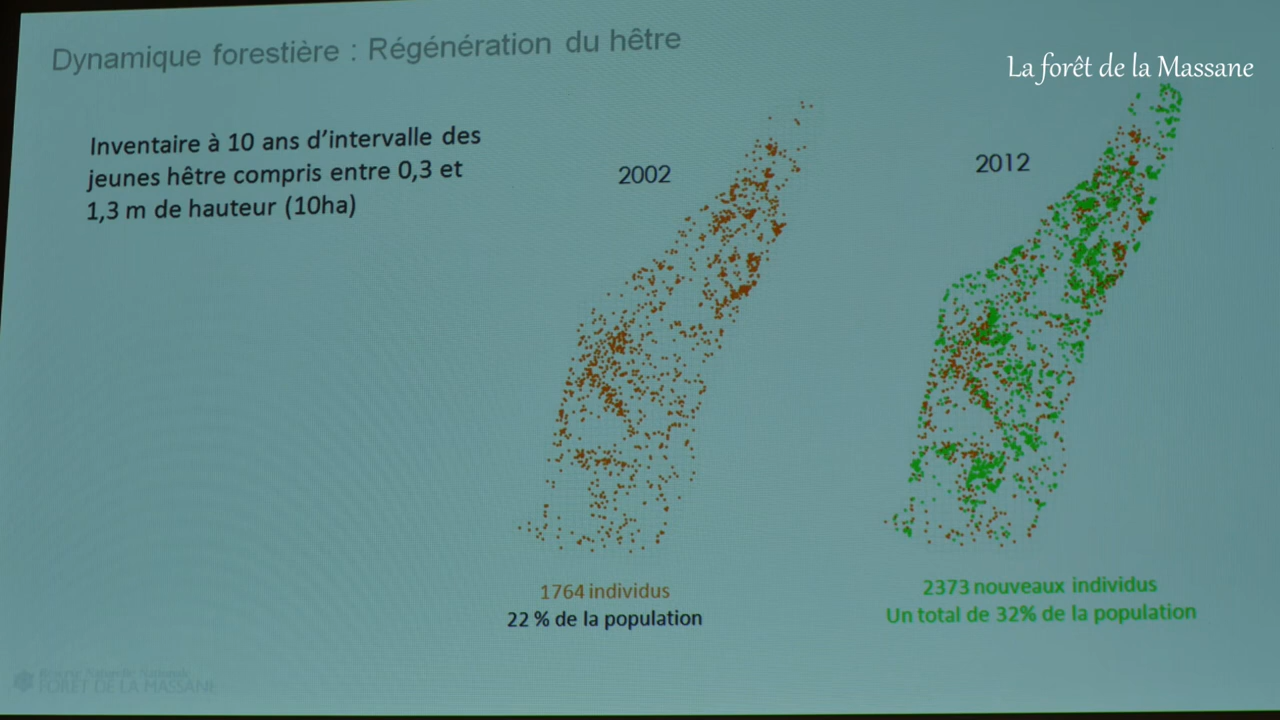 Dynamique forestière : Régénération du hêtre
La forêt de la Massane
Inventaire à 10 ans d'intervalle des
jeunes hêtre compris entre 0,3 et
1,3 m de hauteur (10ha)
2002
2012
1764 individus
22 % de la population
2373 nouveaux individus
Un total de 32% de la population
FORÊT DE LA MASSANE